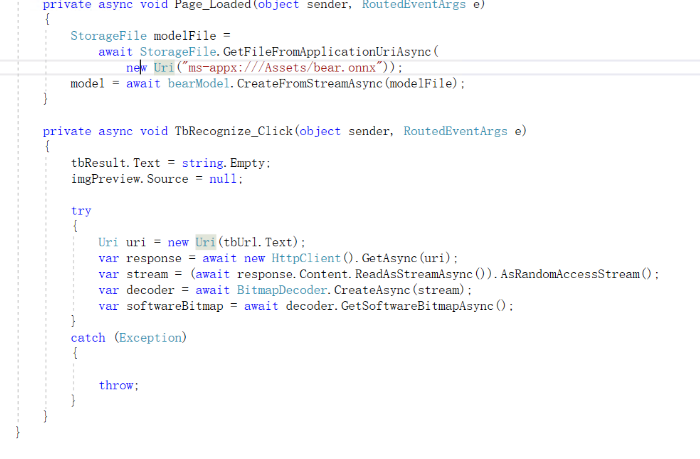 private async void Page_Loaded(object sender, RoutedEventArgs e)
{
StorageFile modelFile =
await StorageFile.GetFileFromApplicationUriAsync(
new Uri("ms-appx:///Assets/bear.onnx"));
model = await bearModel.CreateFromStreamAsync(modelFile);
}
private async void TbRecognize_Click(object sender, RoutedEventArgs e)
{
tbResult.Text = string.Empty;
imgPreview.Source = null;
try
{
Uri uri = new Uri(tbUrl.Text);
var response = await new HttpClient().GetAsync(uri);
var stream = (await response.Content.ReadAsStreamAsync()).AsRandomAccessStream();
var decoder = await BitmapDecoder.CreateAsync(stream);
var softwareBitmap = await decoder.GetSoftwareBitmapAsync();
}
catch (Exception)
{
throw;
}
}
}